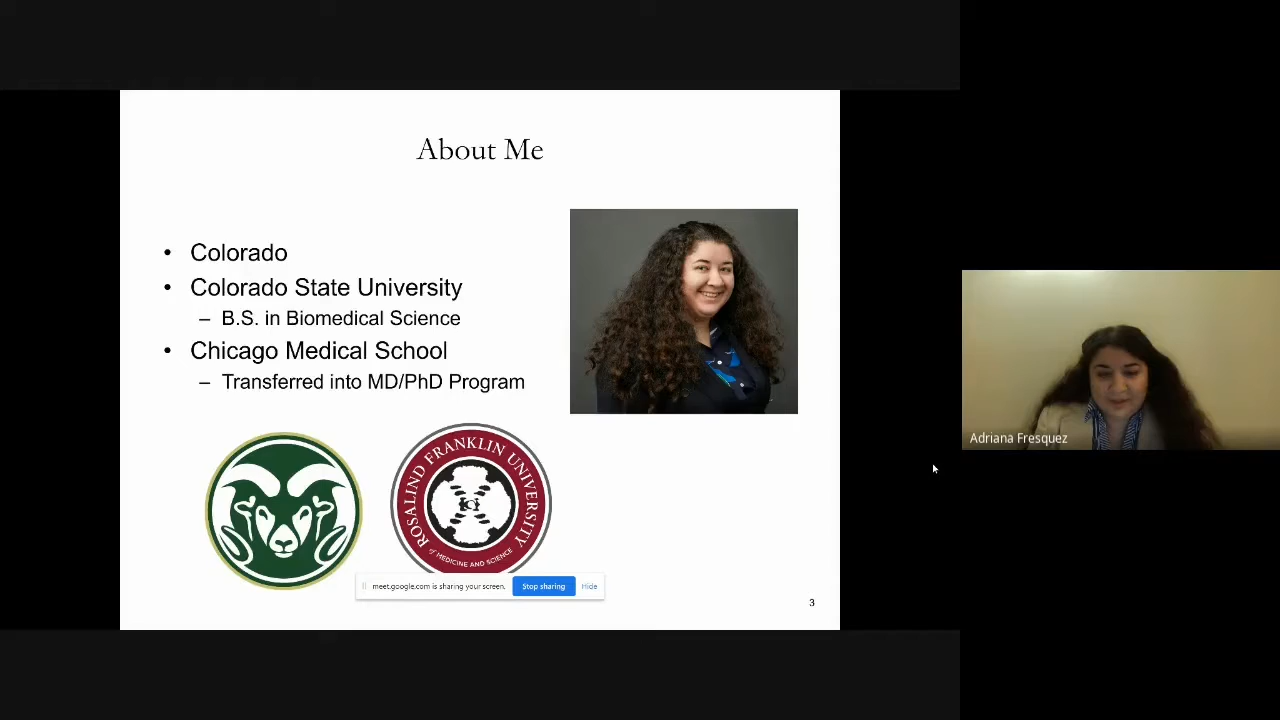 About Me
• Colorado
• Colorado State University
– B.S. in Biomedical Science
• Chicago Medical School
– Transferred into MD/PhD Program
ROSALIND FRANKLIN UNIVERSITY
of MEDICINE AND SCIENCE
meet.google.com is sharing your screen.
Stop sharing
Hide
3
Adriana Fresquez